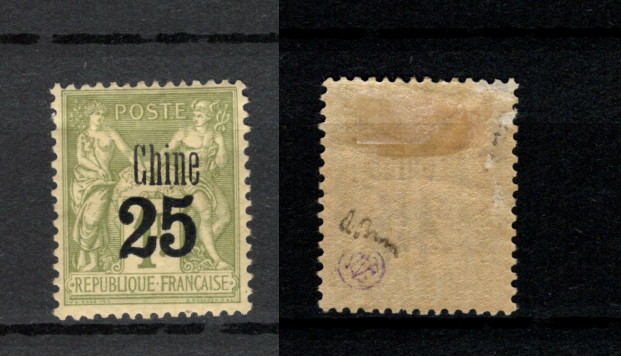 POSTE
Chine
25
REPUBLIQUE FRANÇAISE